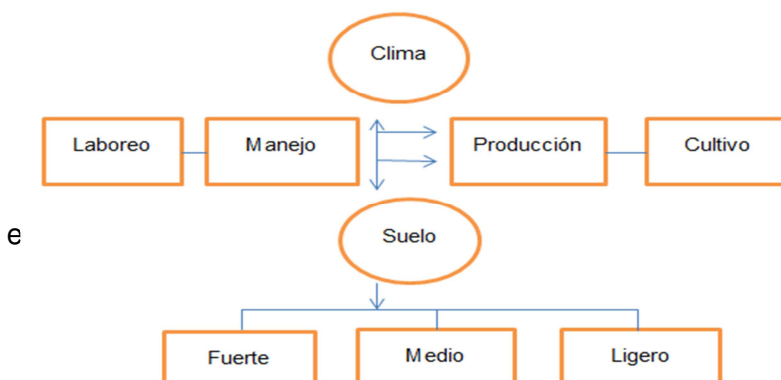 Clima
Laboreo Manejo Producción Cultivo
e
Suelo
Fuerte Medio Ligero